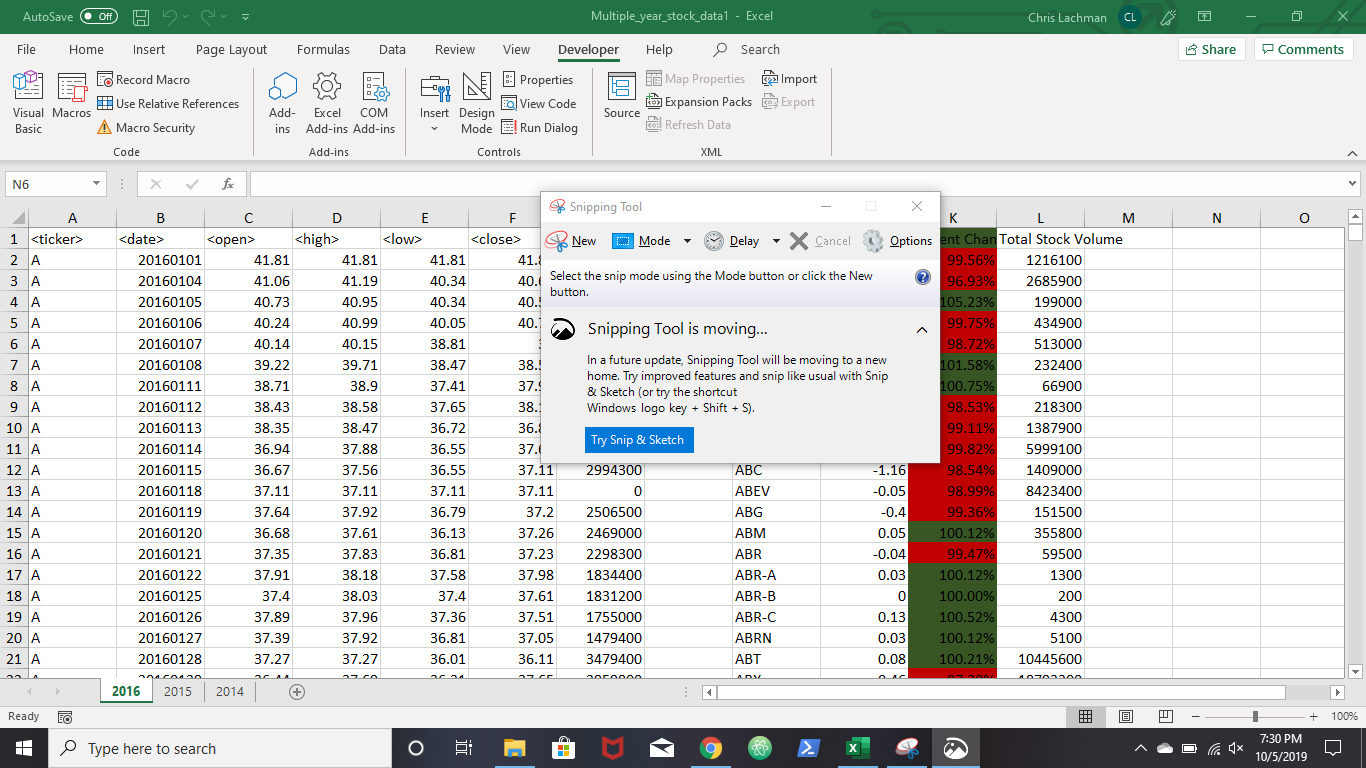 AutoSave Off Multiple_year_stock_data1 - Excel Chris Lachman CL
File Home Insert Page Layout Formulas Data Review View Developer Help Search Share Comments
Visual Basic Macros Record Macro Use Relative References Macro Security
Add-ins Excel Add-ins COM Add-ins
Insert Design Mode Properties View Code Run Dialog
Source Map Properties Expansion Packs Refresh Data Import Export
Code Add-ins Controls XML
N6 fx
A B C D E F K L M N O
1 <ticker> <date> <open> <high> <low> <close> Total Stock Volume
2 A 20160101 41.81 41.81 41.81 99.56% 1216100
3 A 20160104 41.06 41.19 40.34 96.93% 2685900
4 A 20160105 40.73 40.95 40.34 105.23% 199000
5 A 20160106 40.24 40.99 40.05 99.75% 434900
6 A 20160107 40.14 40.15 38.81 98.72% 513000
7 A 20160108 39.22 39.71 38.47 101.58% 232400
8 A 20160111 38.71 38.9 37.41 100.75% 66900
9 A 20160112 38.43 38.58 37.65 98.53% 218300
10 A 20160113 38.35 38.47 36.72 99.11% 1387900
11 A 20160114 36.94 37.88 36.55 99.82% 5999100
12 A 20160115 36.67 37.56 36.55 37.11 2994300 ABC -1.16 98.54% 1409000
13 A 20160118 37.11 37.11 37.11 37.11 0 ABEV -0.05 98.99% 8423400
14 A 20160119 37.64 37.92 36.79 37.2 2506500 ABG -0.4 99.36% 151500
15 A 20160120 36.68 37.61 36.13 37.26 2469000 ABM 0.05 100.12% 355800
16 A 20160121 37.35 37.83 36.81 37.23 2298300 ABR -0.04 99.47% 59500
17 A 20160122 37.91 38.18 37.58 37.98 1834400 ABR-A 0.03 100.12% 1300
18 A 20160125 37.4 38.03 37.4 37.61 1831200 ABR-B 0 100.00% 200
19 A 20160126 37.89 37.96 37.36 37.51 1755000 ABR-C 0.13 100.52% 4300
20 A 20160127 37.39 37.92 36.81 37.05 1479400 ABRN 0.03 100.12% 5100
21 A 20160128 37.27 37.27 36.01 36.11 3479400 ABT 0.08 100.21% 10445600
Snipping Tool
New Mode Delay Cancel Options
Select the snip mode using the Mode button or click the New
button.
Snipping Tool is moving...
In a future update, Snipping Tool will be moving to a new
home. Try improved features and snip like usual with Snip
& Sketch (or try the shortcut
Windows logo key + Shift + S).
Try Snip & Sketch
2016 2015 2014
Ready 100%
Type here to search 7:30 PM
10/5/2019